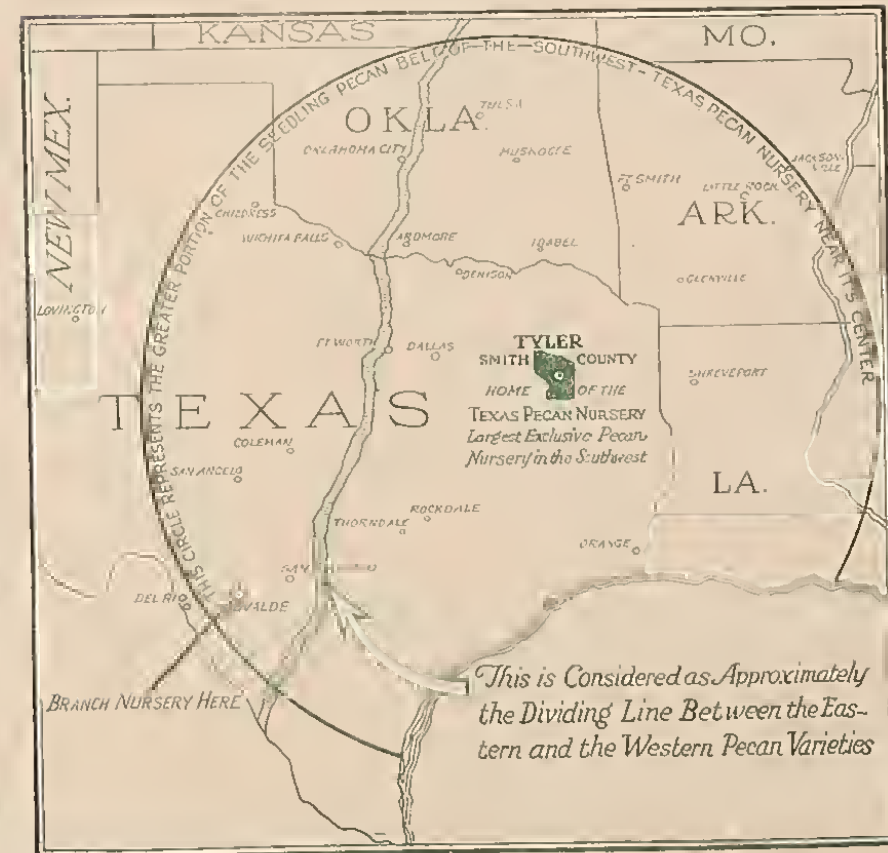 KANSAS
MO.
NEW MEX.
OKLA.
TULSA
OKLAHOMA CITY
MUSKOGEE
FT SMITH
LITTLE ROCK
JACKSON-
VILLE
ARK.
CHILDRESS
WICHITA FALLS
ARDMORE
IDABEL
DENISON
GLENVILLE
LOVINGTON
THIS CIRCLE REPRESENTS THE GREATER PORTION OF THE SEEDLING PECAN BELT OF THE SOUTHWEST-TEXAS PECAN NURSERY NEAR IT'S CENTER
FT WORTH
DALLAS
TYLER
SMITH COUNTY
HOME OF THE
TEXAS PECAN NURSERY
Largest Exclusive Pecan
Nursery in the Southwest
SHREVEPORT
TEXAS
COLEMAN
SAN ANGELO
LA.
ROCKDALE
THORNDALE
ORANGE
SAN
DEL RIO
UVALDE
BRANCH NURSERY HERE
This is Considered as Approximately
the Dividing Line Between the Eas-
tern and the Western Pecan Varieties